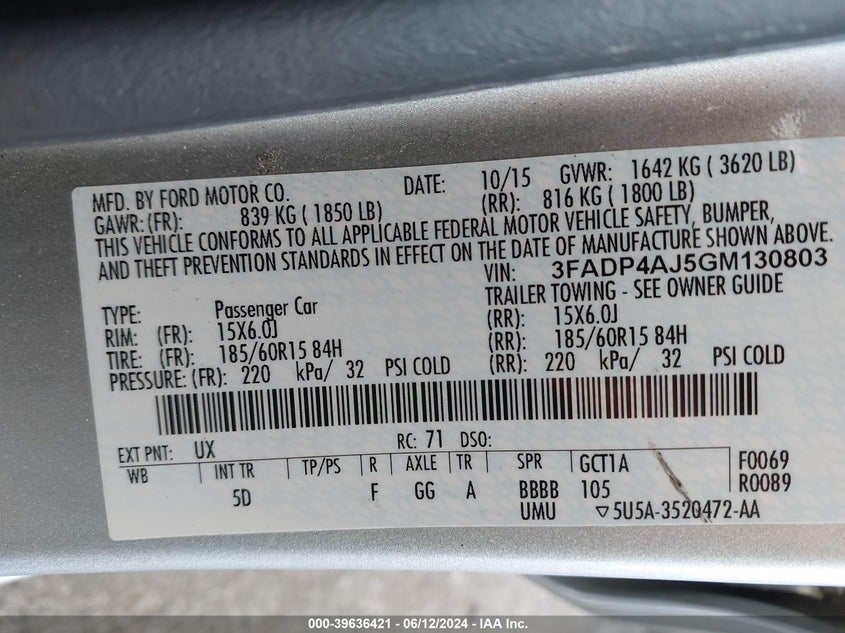 MFD. BY FORD MOTOR CO. DATE: 10/15 GVWR: 1642 KG ( 3620 LB)
GAWR: (FR): 839 KG ( 1850 LB) (RR): 816 KG ( 1800 LB)
THIS VEHICLE CONFORMS TO ALL APPLICABLE FEDERAL MOTOR VEHICLE SAFETY, BUMPER,
AND THEFT PREVENTION STANDARDS IN EFFECT ON THE DATE OF MANUFACTURE SHOWN ABOVE.
VIN: 3FADP4AJ5GM130803
TYPE: Passenger Car TRAILER TOWING - SEE OWNER GUIDE
RIM: (FR): 15X6.0J (RR): 15X6.0J
TIRE: (FR): 185/60R15 84H (RR): 185/60R15 84H
PRESSURE: (FR): 220 kPa/ 32 PSI COLD (RR): 220 kPa/ 32 PSI COLD
EXT PNT: UX RC: 71 DSO:
WB INT TR TP/PS R AXLE TR SPR GCT1A F0069
5D F GG A BBBB 105 R0089
UMU ▽5U5A-3520472-AA
000-39636421 - 06/12/2024 - IAA Inc.